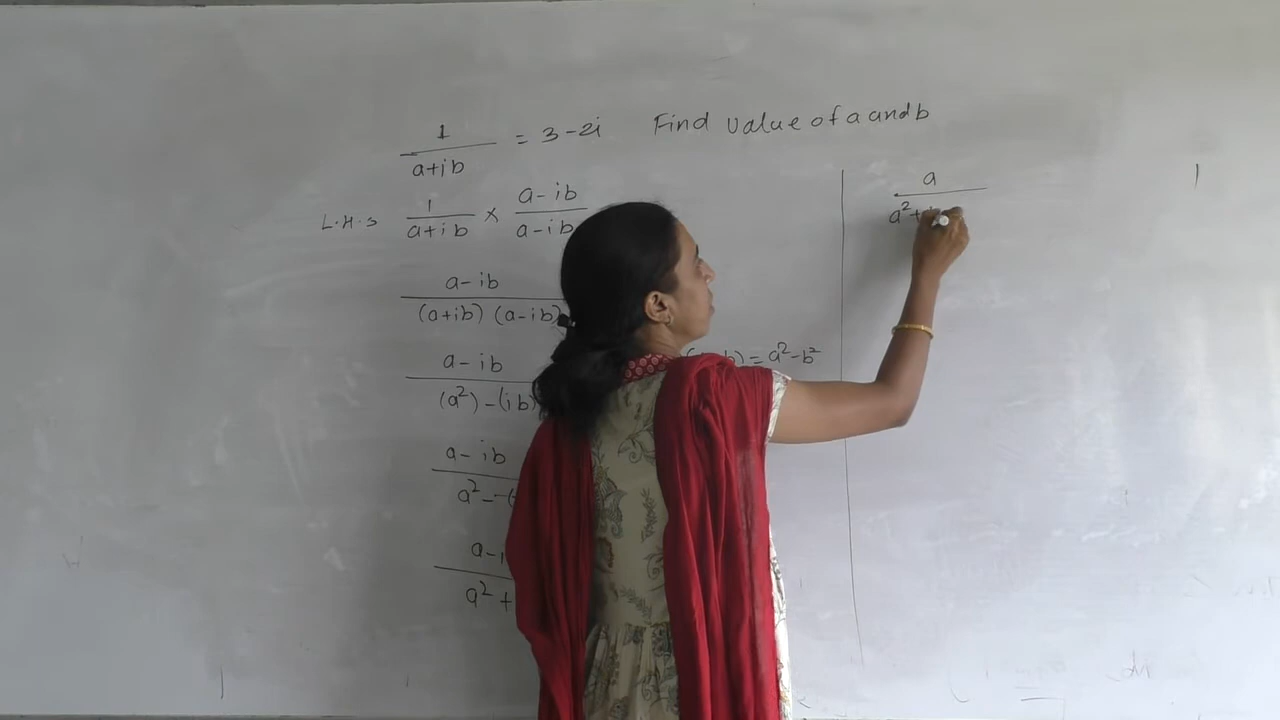 1/(a+ib) = 3-2i Find value of a and b
L.H.S 1/(a+ib) × (a-ib)/(a-ib)
a-ib
(a+ib) (a-ib)
a-ib
(a²)-(ib)
= a²-b²
a-ib
a²-
a-
a²+
a
a²+